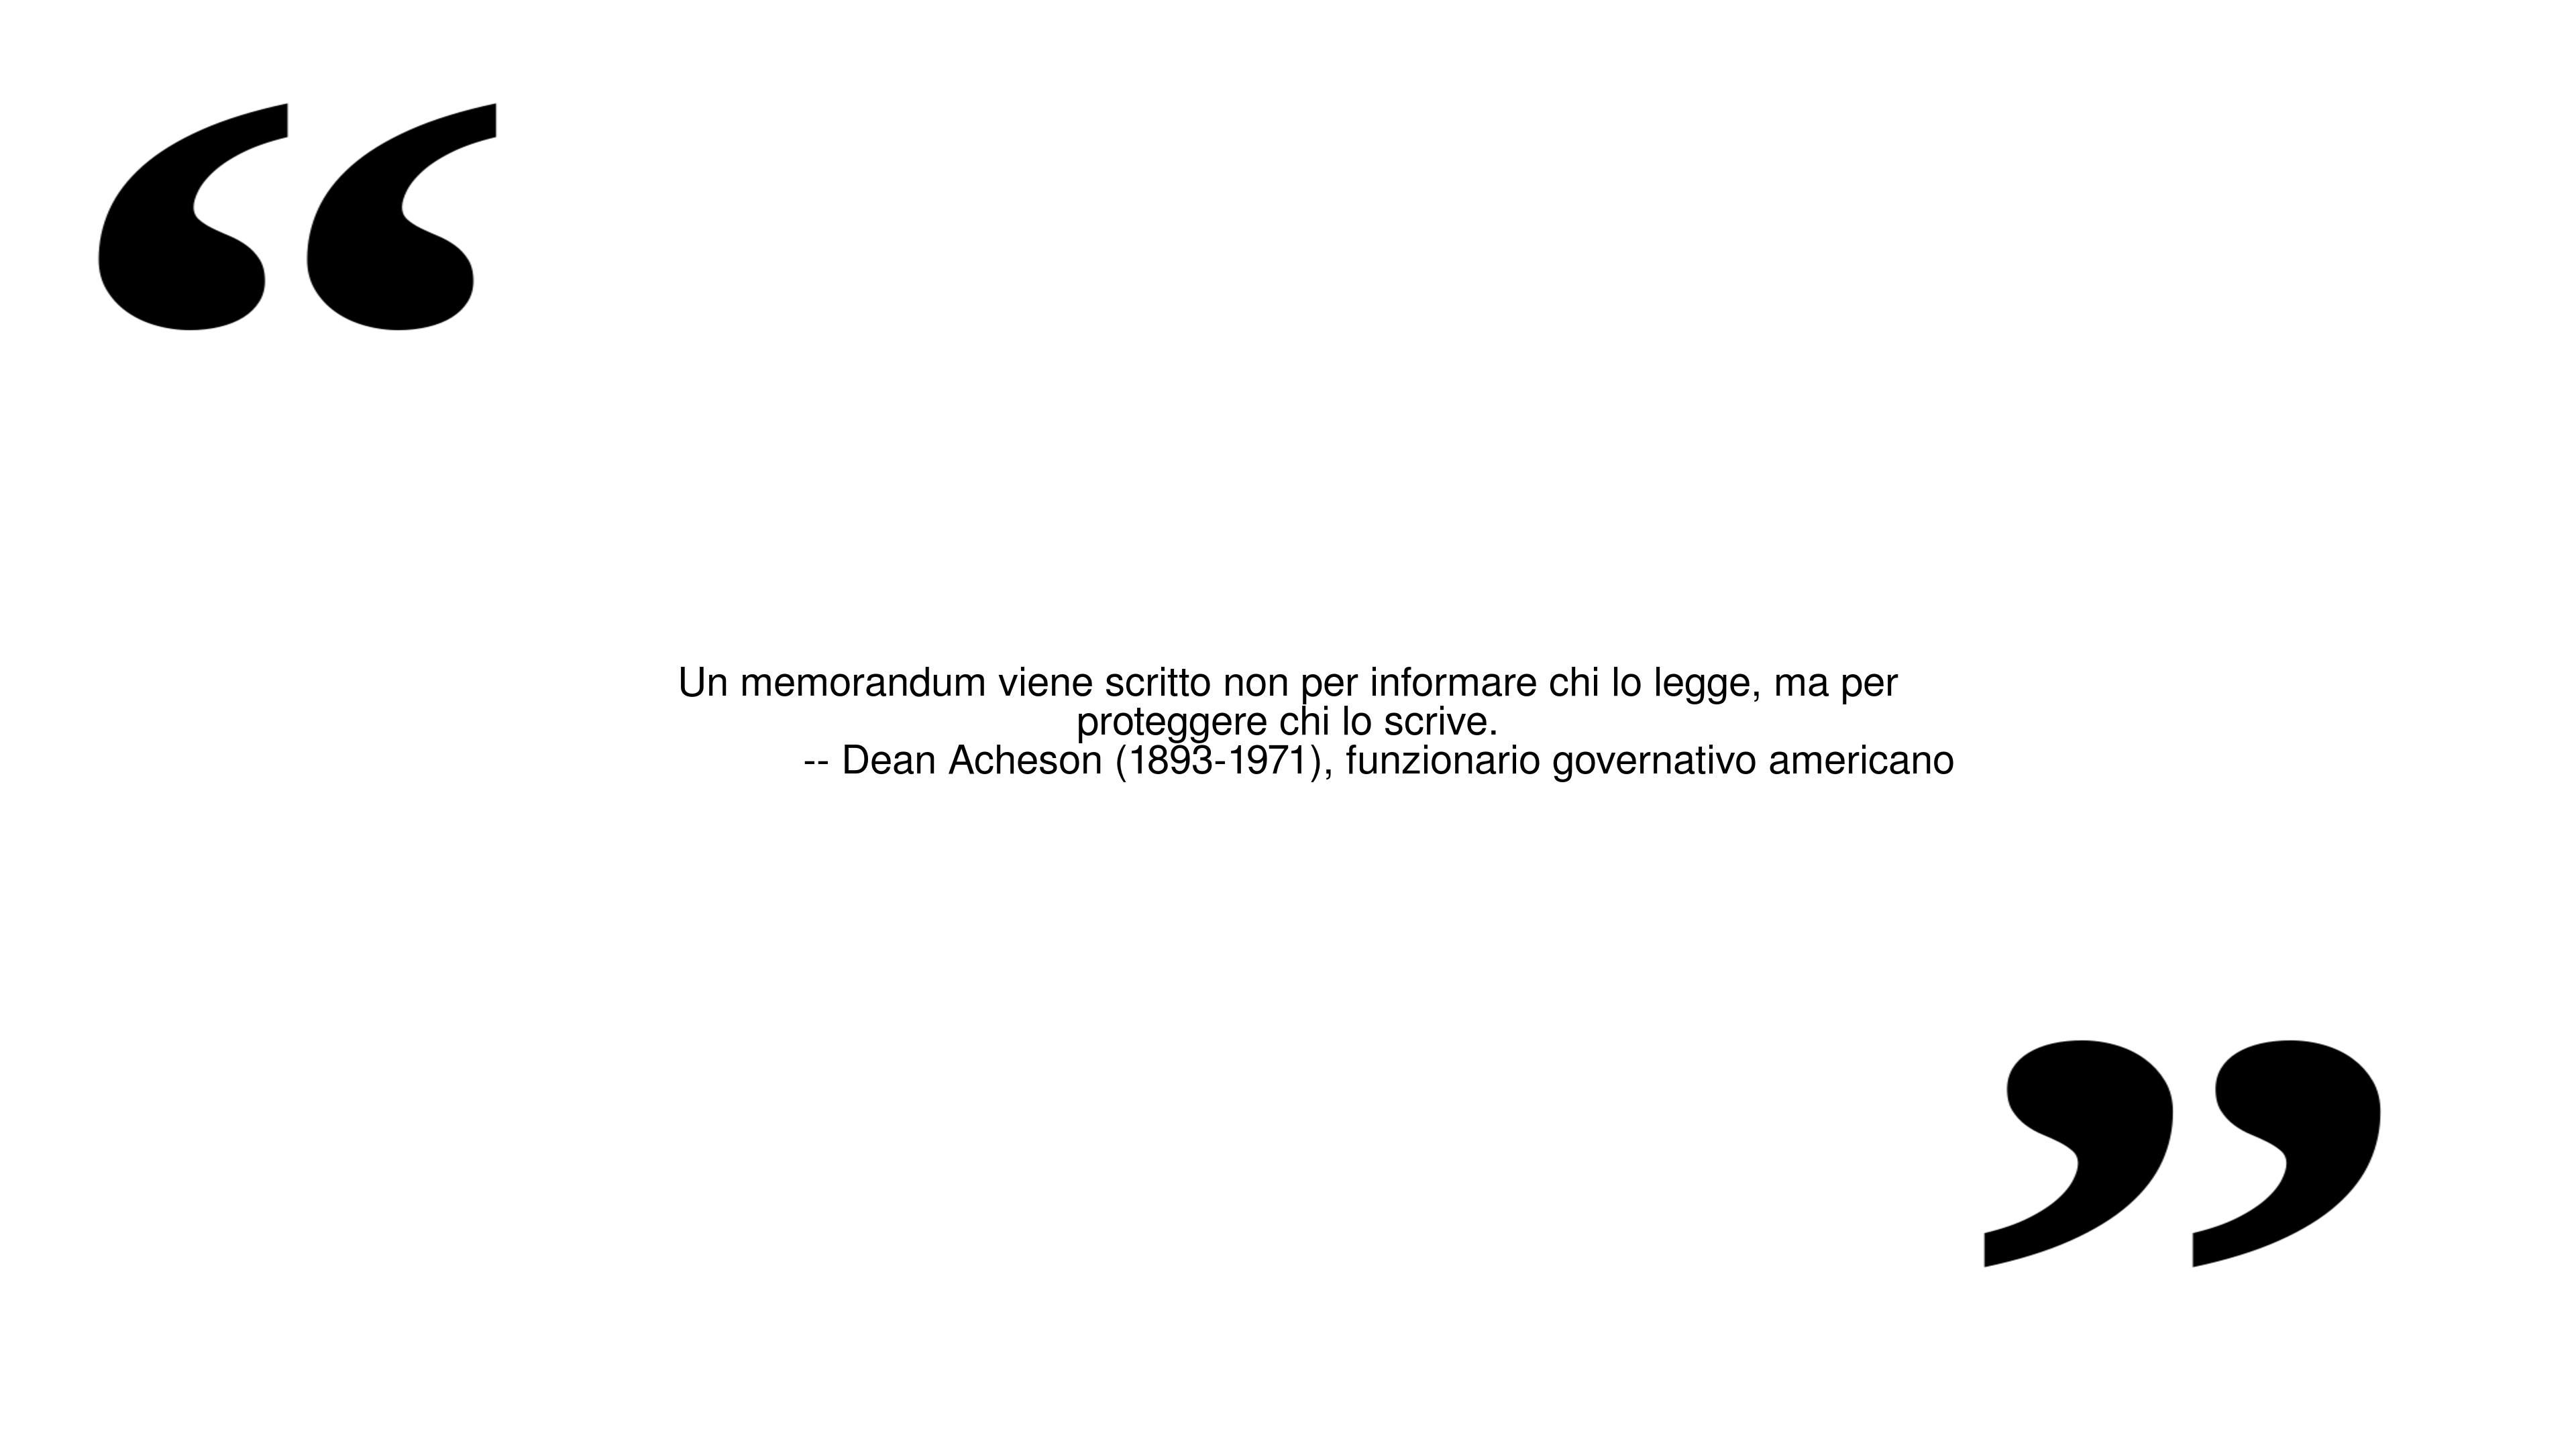 “
Un memorandum viene scritto non per informare chi lo legge, ma per
proteggere chi lo scrive.
-- Dean Acheson (1893-1971), funzionario governativo americano
”